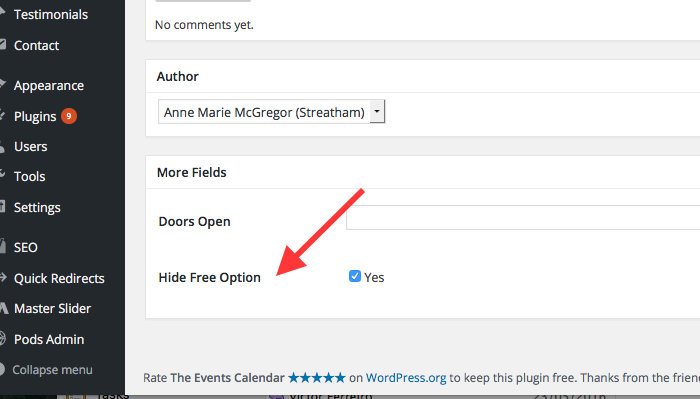 Testimonials
Contact
Appearance
Plugins 9
Users
Tools
Settings
SEO
Quick Redirects
Master Slider
Pods Admin
Collapse menu
No comments yet.
Author
Anne Marie McGregor (Streatham)
More Fields
Doors Open
Hide Free Option Yes
Rate The Events Calendar ★★★★★ on WordPress.org to keep this plugin free. Thanks from the frien